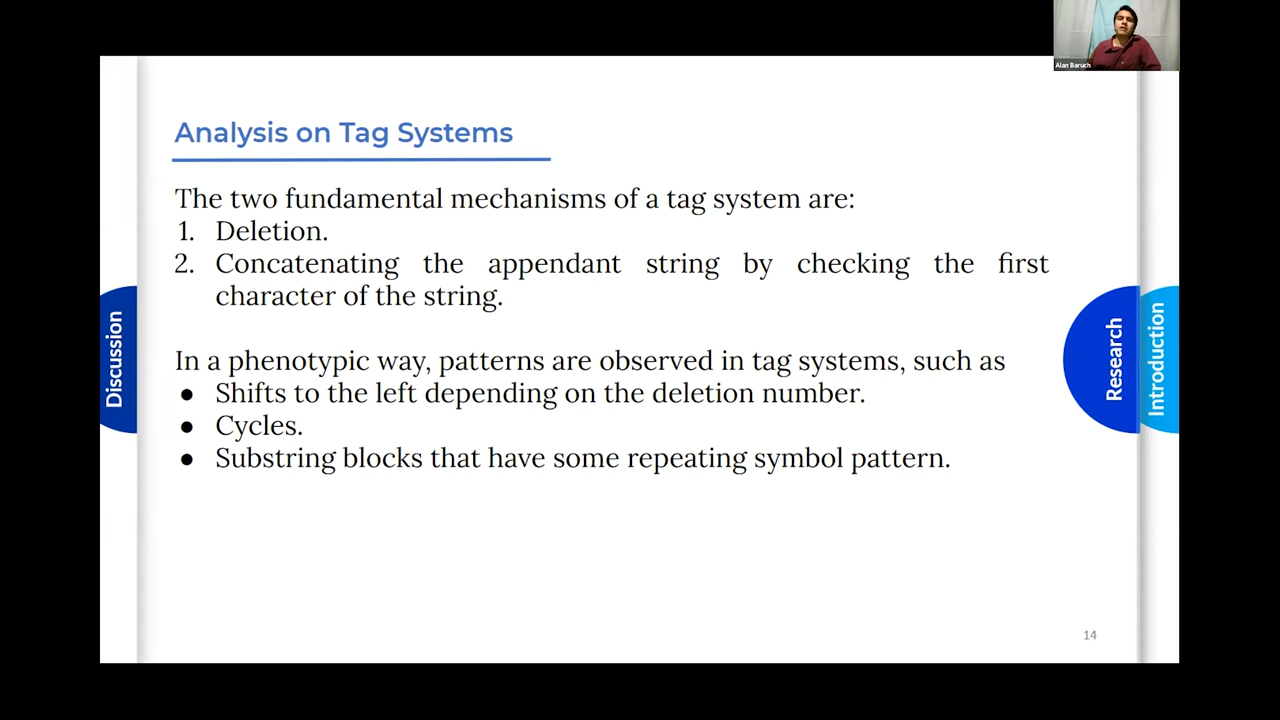 Alan Baruch
Analysis on Tag Systems
The two fundamental mechanisms of a tag system are:
1. Deletion.
2. Concatenating the appendant string by checking the first
character of the string.
In a phenotypic way, patterns are observed in tag systems, such as
● Shifts to the left depending on the deletion number.
● Cycles.
● Substring blocks that have some repeating symbol pattern.
Discussion
Research
Introduction
14